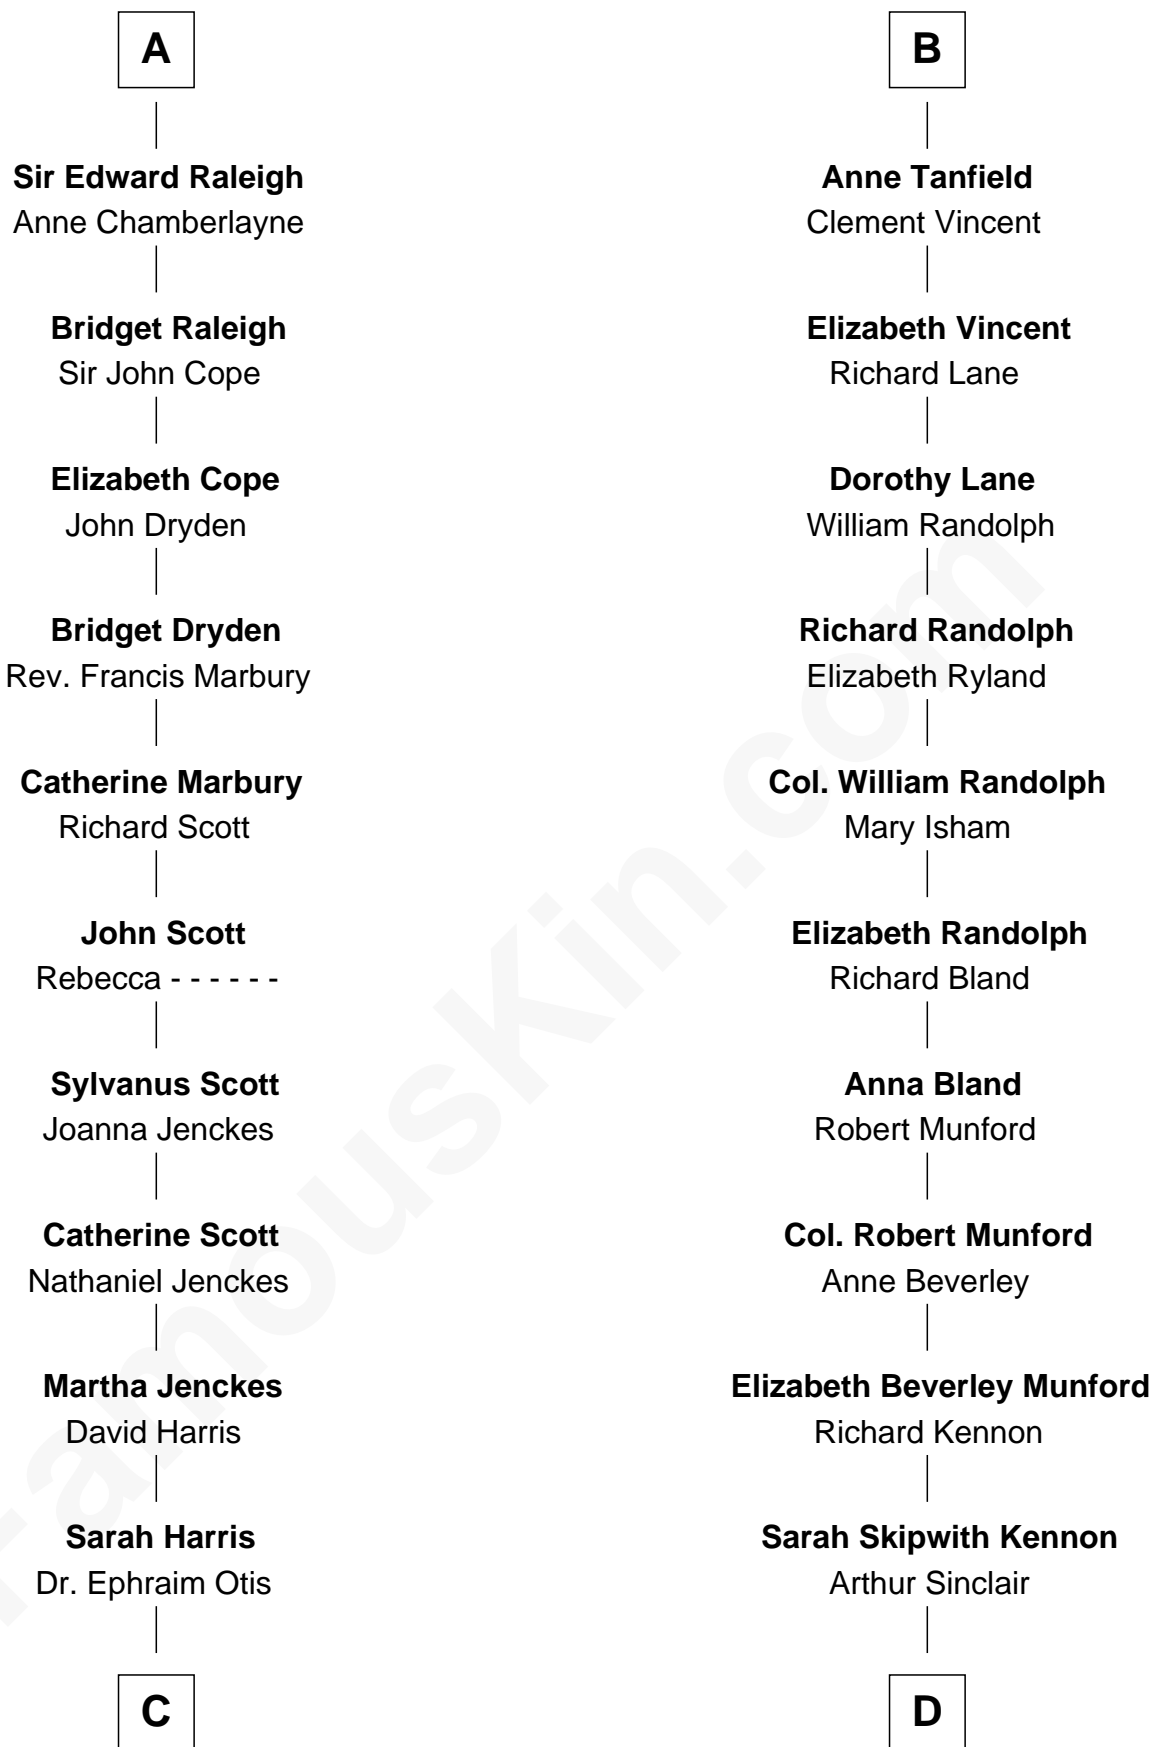 A
Sir Edward Raleigh
Anne Chamberlayne
Bridget Raleigh
Sir John Cope
Elizabeth Cope
John Dryden
Bridget Dryden
Rev. Francis Marbury
Catherine Marbury
Richard Scott
John Scott
Rebecca - - - - - -
Sylvanus Scott
Joanna Jenckes
Catherine Scott
Nathaniel Jenckes
Martha Jenckes
David Harris
Sarah Harris
Dr. Ephraim Otis
C
B
Anne Tanfield
Clement Vincent
Elizabeth Vincent
Richard Lane
Dorothy Lane
William Randolph
Richard Randolph
Elizabeth Ryland
Col. William Randolph
Mary Isham
Elizabeth Randolph
Richard Bland
Anna Bland
Robert Munford
Col. Robert Munford
Anne Beverley
Elizabeth Beverley Munford
Richard Kennon
Sarah Skipwith Kennon
Arthur Sinclair
D
FamousKin.com